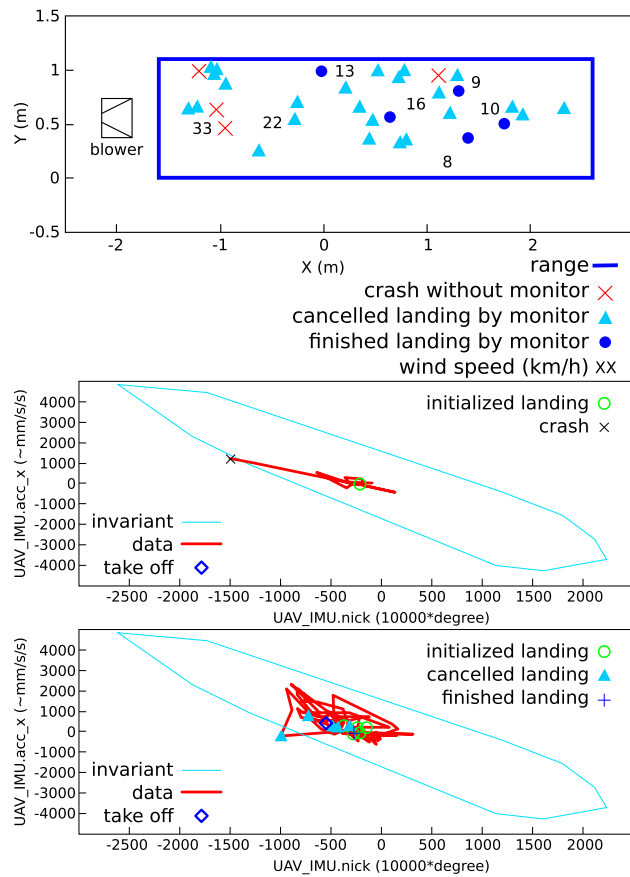 1.5
1
0.5
0
-0.5
Y (m)
13
9
16
10
33
22
8
blower
-2
-1
0
1
2
X (m)
range
crash without monitor
cancelled landing by monitor
finished landing by monitor
wind speed (km/h) XX
4000
3000
2000
1000
0
-1000
-2000
-3000
-4000
UAV_IMU.acc_x (~mm/s/s)
initialized landing
crash
invariant
data
take off
-2500 -2000 -1500 -1000 -500 0 500 1000 1500 2000
UAV_IMU.nick (10000*degree)
4000
3000
2000
1000
0
-1000
-2000
-3000
-4000
UAV_IMU.acc_x (~mm/s/s)
initialized landing
cancelled landing
finished landing
invariant
data
take off
-2500 -2000 -1500 -1000 -500 0 500 1000 1500 2000
UAV_IMU.nick (10000*degree)